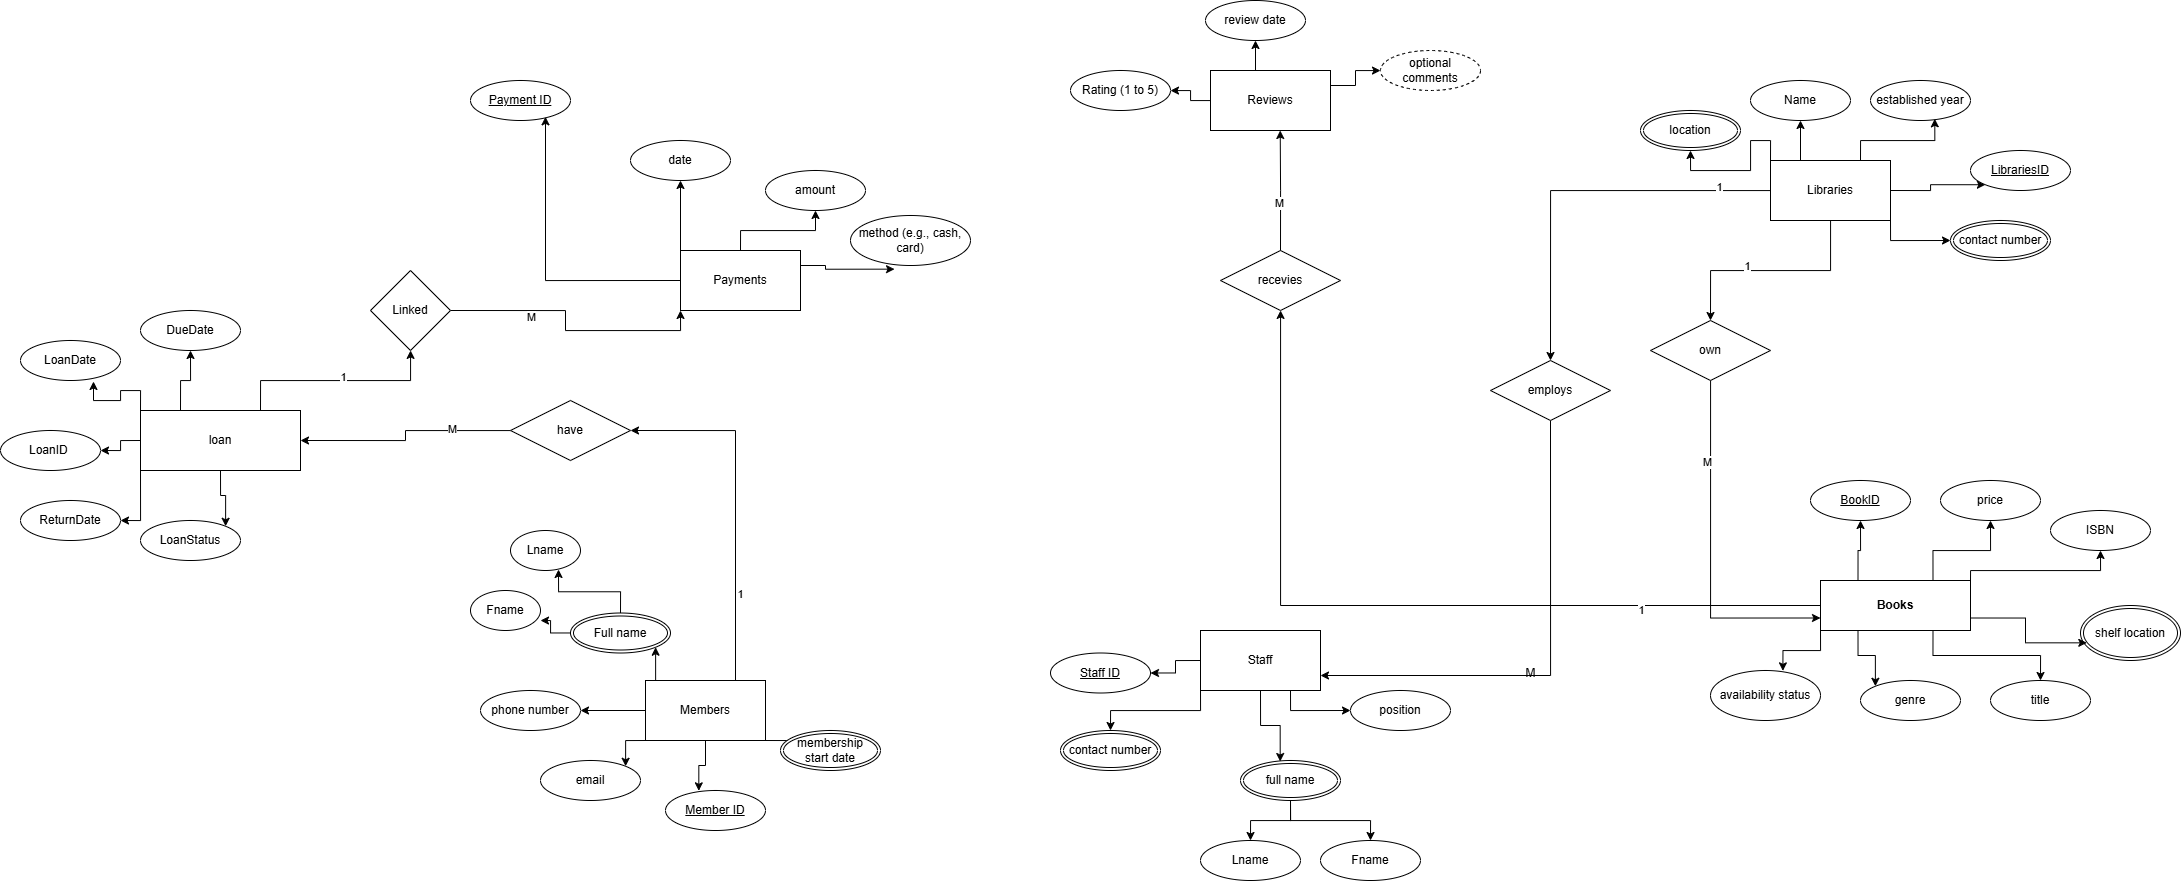 review date
optional
comments
Rating (1 to 5)
Reviews
Payment ID
Name
established year
location
date
LibrariesID
Libraries
1
amount
M
method (e.g., cash,
card)
contact number
Payments
recevies
1
Linked
M
DueDate
own
LoanDate
1
employs
have
M
loan
LoanID
M
BookID
price
ReturnDate
LoanStatus
ISBN
Lname
1
Fname
Books
1
Full name
shelf location
Staff
Staff ID
M
availability status
genre
title
phone number
Members
position
membership
start date
contact number
email
full name
Member ID
Lname
Fname